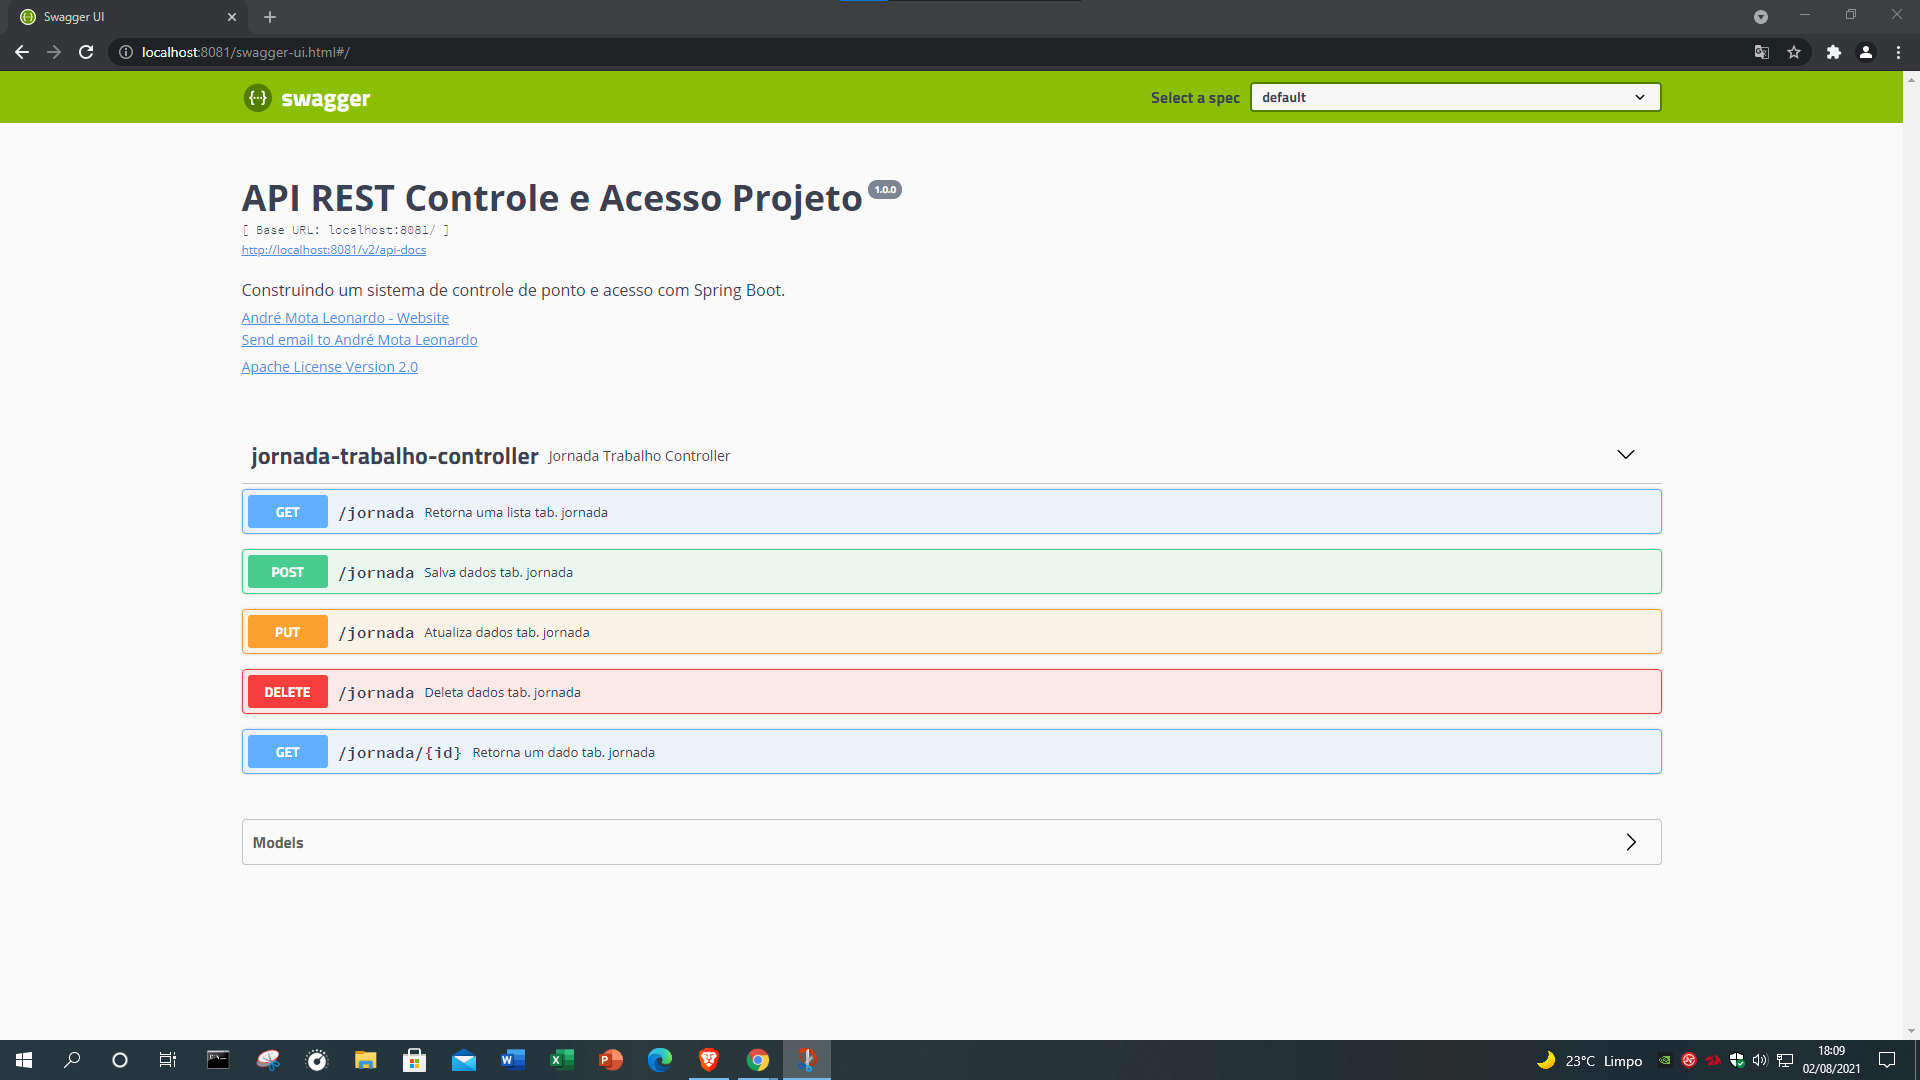 Swagger UI
localhost:8081/swagger-ui.html#/
swagger
Select a spec
default
API REST Controle e Acesso Projeto 1.0.0
[ Base URL: localhost:8081/ ]
http://localhost:8081/v2/api-docs
Construindo um sistema de controle de ponto e acesso com Spring Boot.
André Mota Leonardo - Website
Send email to André Mota Leonardo
Apache License Version 2.0
jornada-trabalho-controller Jornada Trabalho Controller
GET /jornada Retorna uma lista tab. jornada
POST /jornada Salva dados tab. jornada
PUT /jornada Atualiza dados tab. jornada
DELETE /jornada Deleta dados tab. jornada
GET /jornada/{id} Retorna um dado tab. jornada
Models
23°C Limpo
18:09
02/08/2021